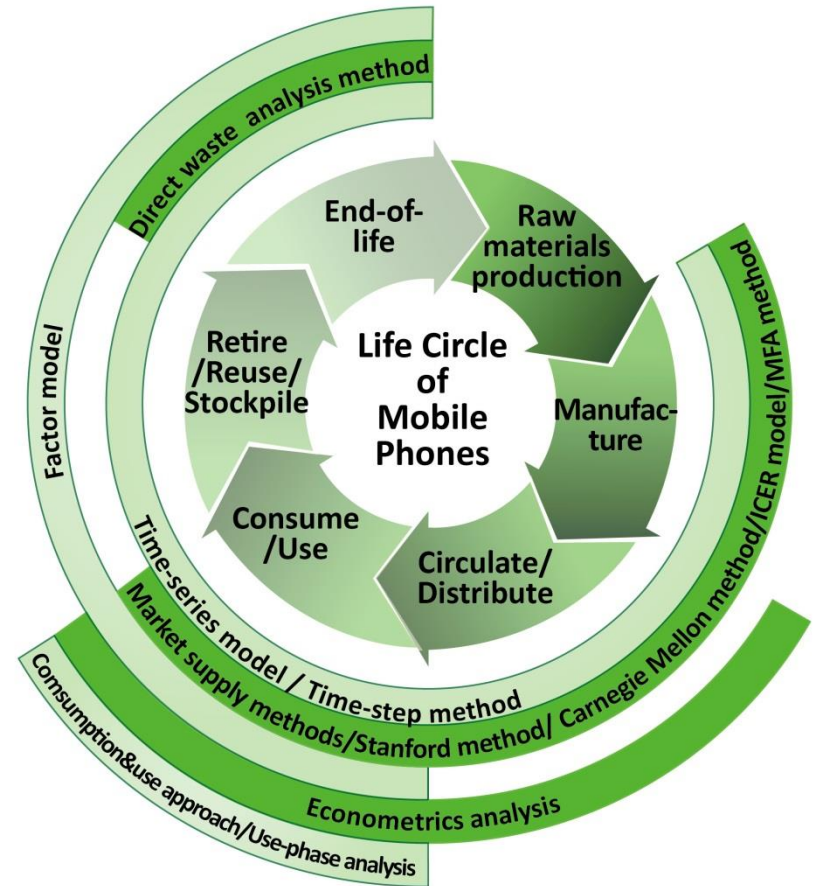 Direct waste analysis method
Factor model
End-of-
life
Raw
materials
production
Retire
/Reuse/
Stockpile
Life Circle
of
Mobile
Phones
Manufac-
ture
Consume
/Use
Circulate/
Distribute
Time-series model / Time-step method
Market supply methods/Stanford method/ Carnegie Mellon method/ICER model/MFA method
Econometrics analysis
Comsumption&use approach/Use-phase analysis